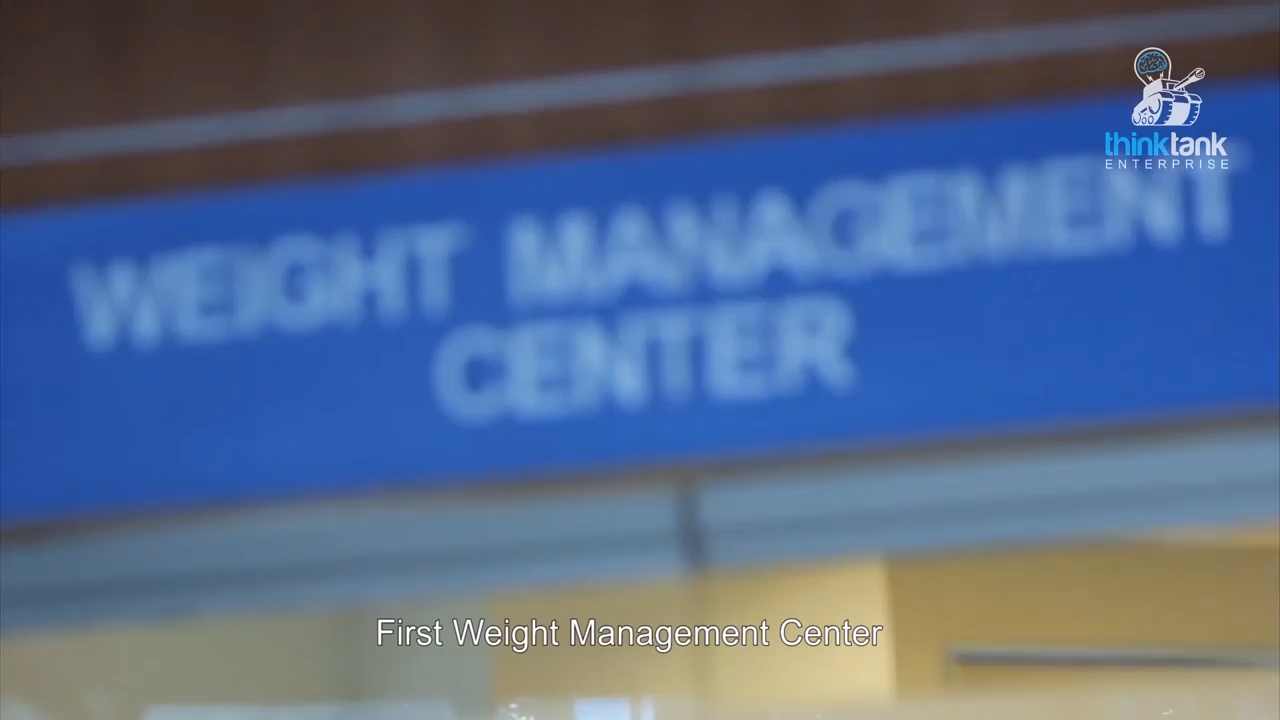 thinktank
ENTERPRISE
WEIGHT MANAGEMENT
CENTER
First Weight Management Center